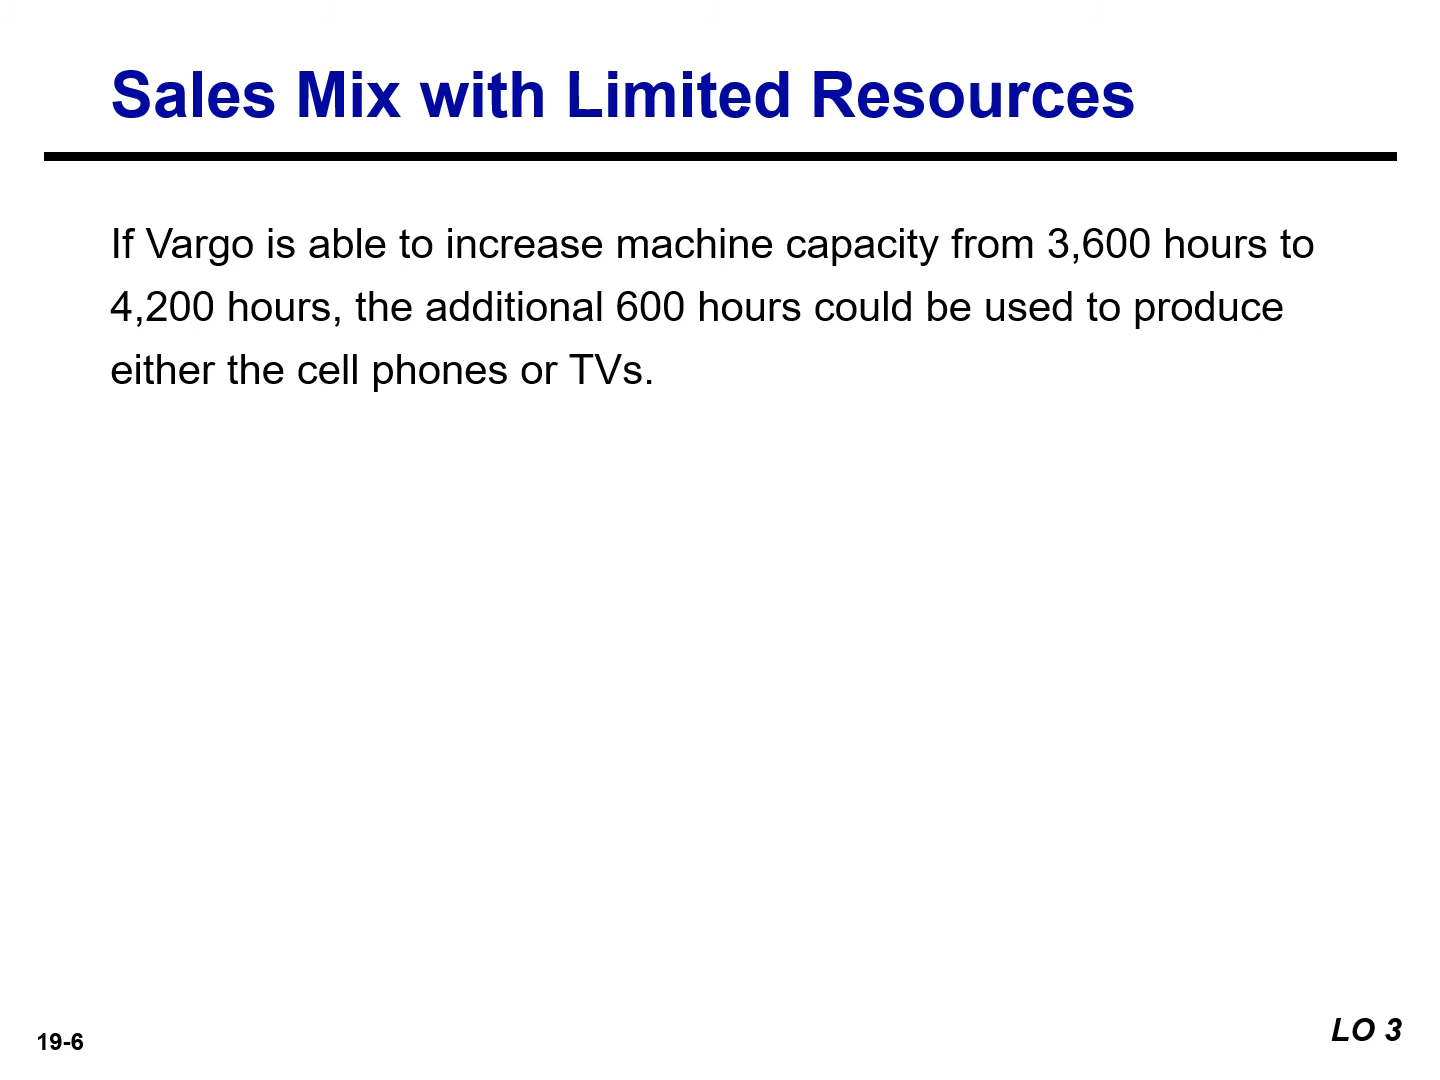 Sales Mix with Limited Resources
If Vargo is able to increase machine capacity from 3,600 hours to
4,200 hours, the additional 600 hours could be used to produce
either the cell phones or TVs.
19-6
LO 3